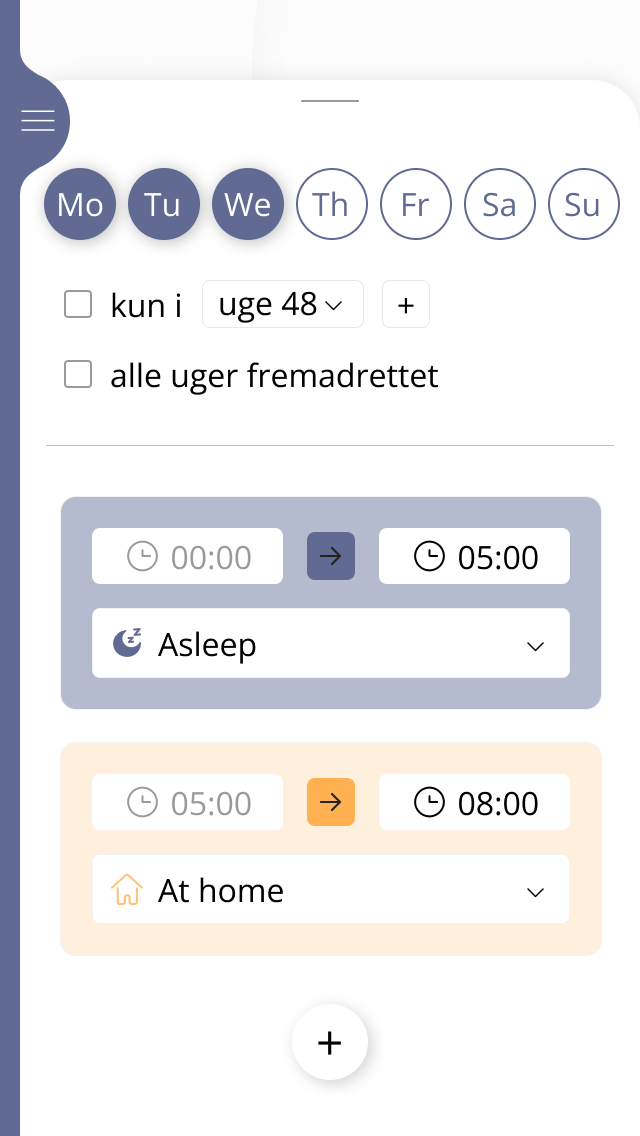 Mo Tu We Th Fr Sa Su
kun i uge 48 +
alle uger fremadrettet
00:00 → 05:00
Asleep
05:00 → 08:00
At home
+